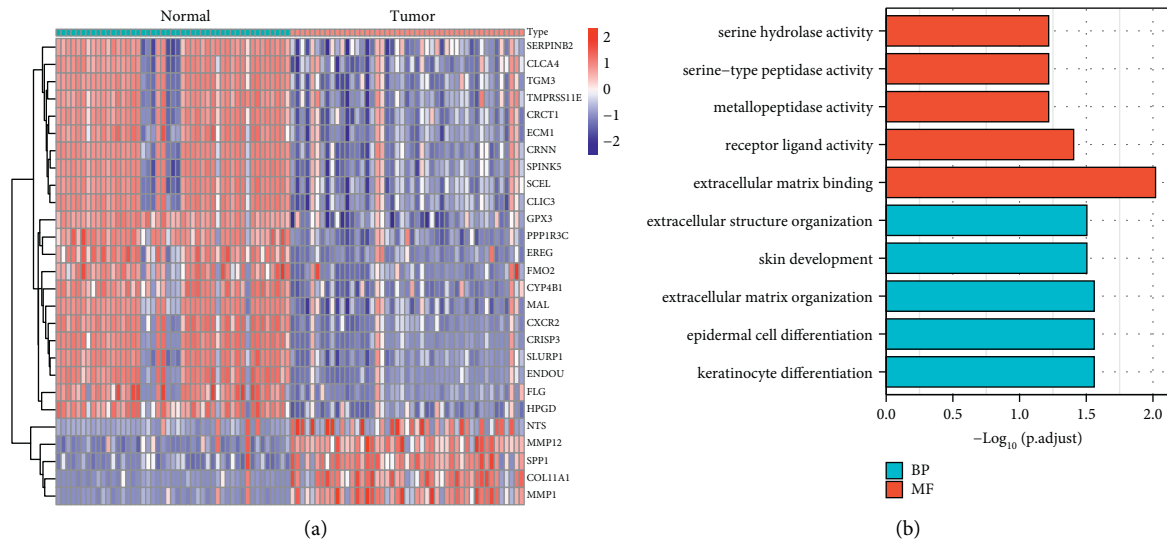 Normal
Tumor
Type
SERPINB2
CLCA4
TGM3
TMPRSS11E
CRCT1
ECM1
CRNN
SPINK5
SCEL
CLIC3
GPX3
PPP1R3C
EREG
FMO2
CYP4B1
MAL
CXCR2
CRISP3
SLURP1
ENDOU
FLG
HPGD
NTS
MMP12
SPP1
COL11A1
MMP1
2
1
0
−1
−2
(a)
serine hydrolase activity
serine−type peptidase activity
metallopeptidase activity
receptor ligand activity
extracellular matrix binding
extracellular structure organization
skin development
extracellular matrix organization
epidermal cell differentiation
keratinocyte differentiation
0.0 0.5 1.0 1.5 2.0
−Log10 (p.adjust)
BP
MF
(b)